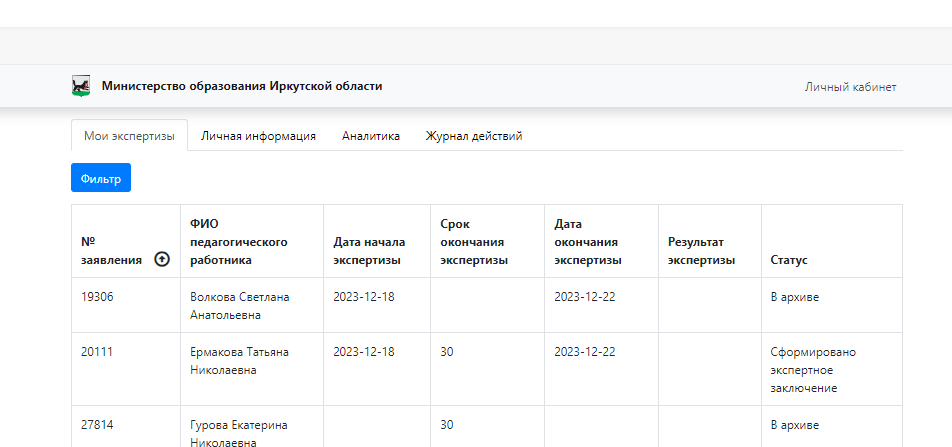 Министерство образования Иркутской области
Личный кабинет
Мои экспертизы Личная информация Аналитика Журнал действий
Фильтр
№ заявления
ФИО педагогического работника
Дата начала экспертизы
Срок окончания экспертизы
Дата окончания экспертизы
Результат экспертизы
Статус
19306
Волкова Светлана
Анатольевна
2023-12-18
2023-12-22
В архиве
20111
Ермакова Татьяна
Николаевна
2023-12-18
30
2023-12-22
Сформировано
экспертное
заключение
27814
Гурова Екатерина
Николаевна
30
В архиве